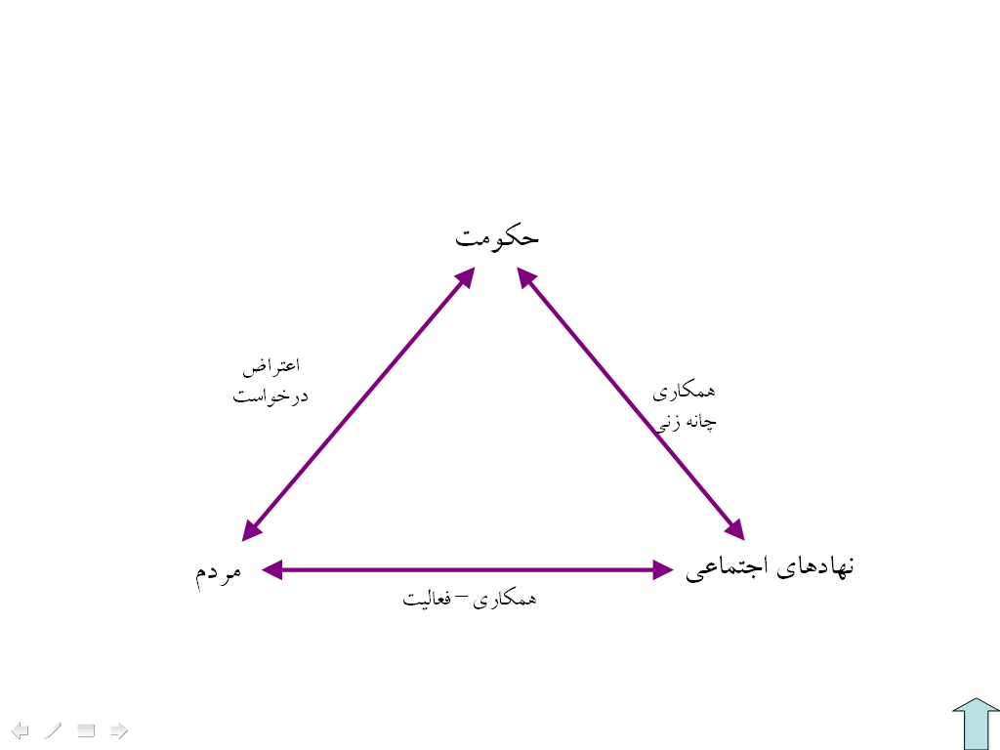 حکومت
اعتراض
درخواست
همکاری
چانه زنی
نهادهای اجتماعی
مردم
همکاری – فعالیت